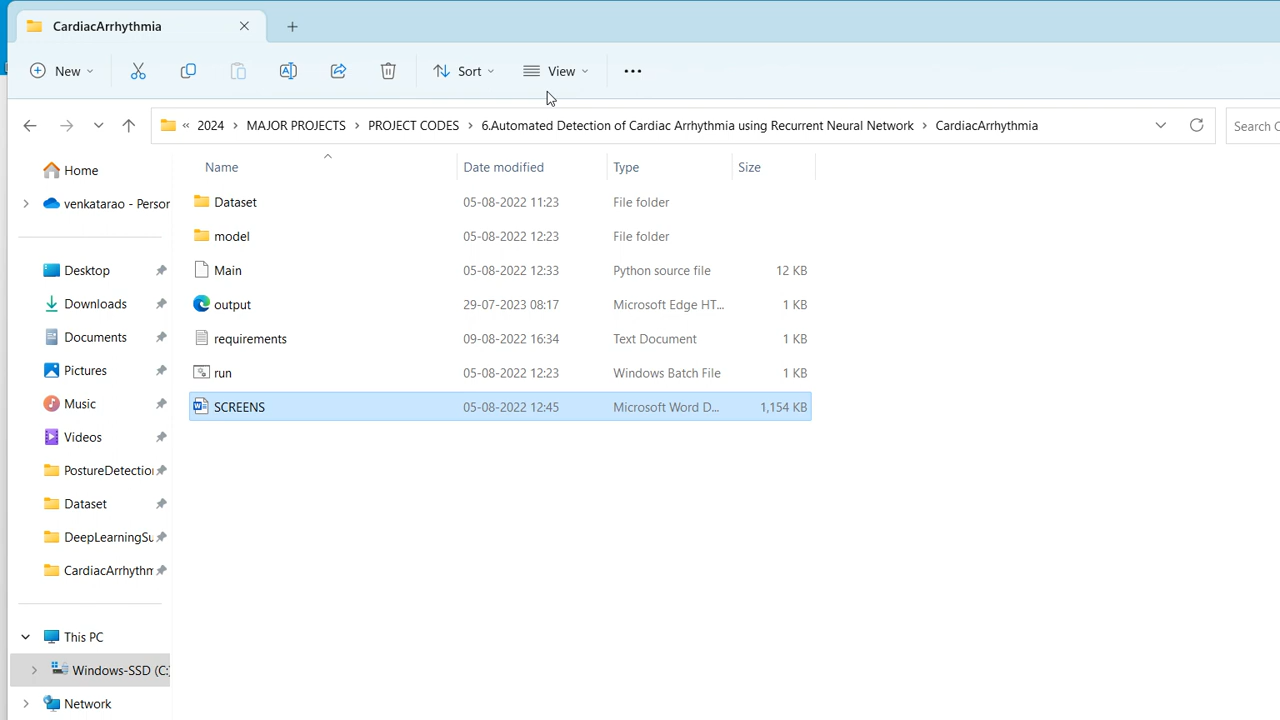 CardiacArrhythmia
New
Sort
View
« 2024 > MAJOR PROJECTS > PROJECT CODES > 6.Automated Detection of Cardiac Arrhythmia using Recurrent Neural Network > CardiacArrhythmia
Search C
Name Date modified Type Size
Home
venkatarao - Person
Desktop
Downloads
Documents
Pictures
Music
Videos
PostureDetection
Dataset
DeepLearningSu
CardiacArrhythm
This PC
Windows-SSD (C:)
Network
Dataset 05-08-2022 11:23 File folder
model 05-08-2022 12:23 File folder
Main 05-08-2022 12:33 Python source file 12 KB
output 29-07-2023 08:17 Microsoft Edge HT... 1 KB
requirements 09-08-2022 16:34 Text Document 1 KB
run 05-08-2022 12:23 Windows Batch File 1 KB
SCREENS 05-08-2022 12:45 Microsoft Word D... 1,154 KB